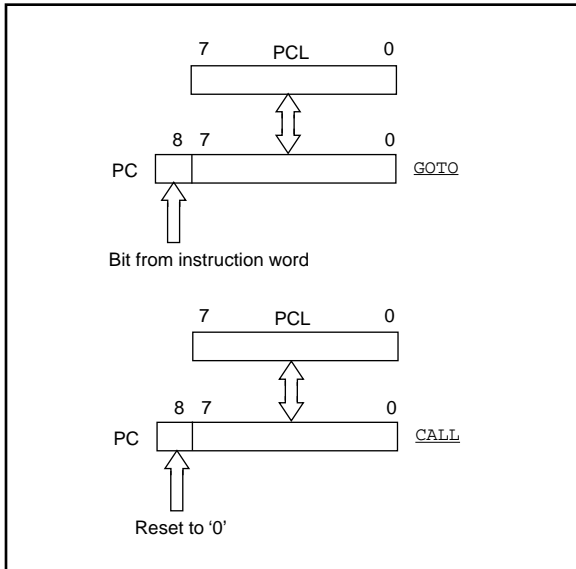 7 PCL 0
8 7 0
PC GOTO
Bit from instruction word
7 PCL 0
8 7 0
PC CALL
Reset to ‘0’